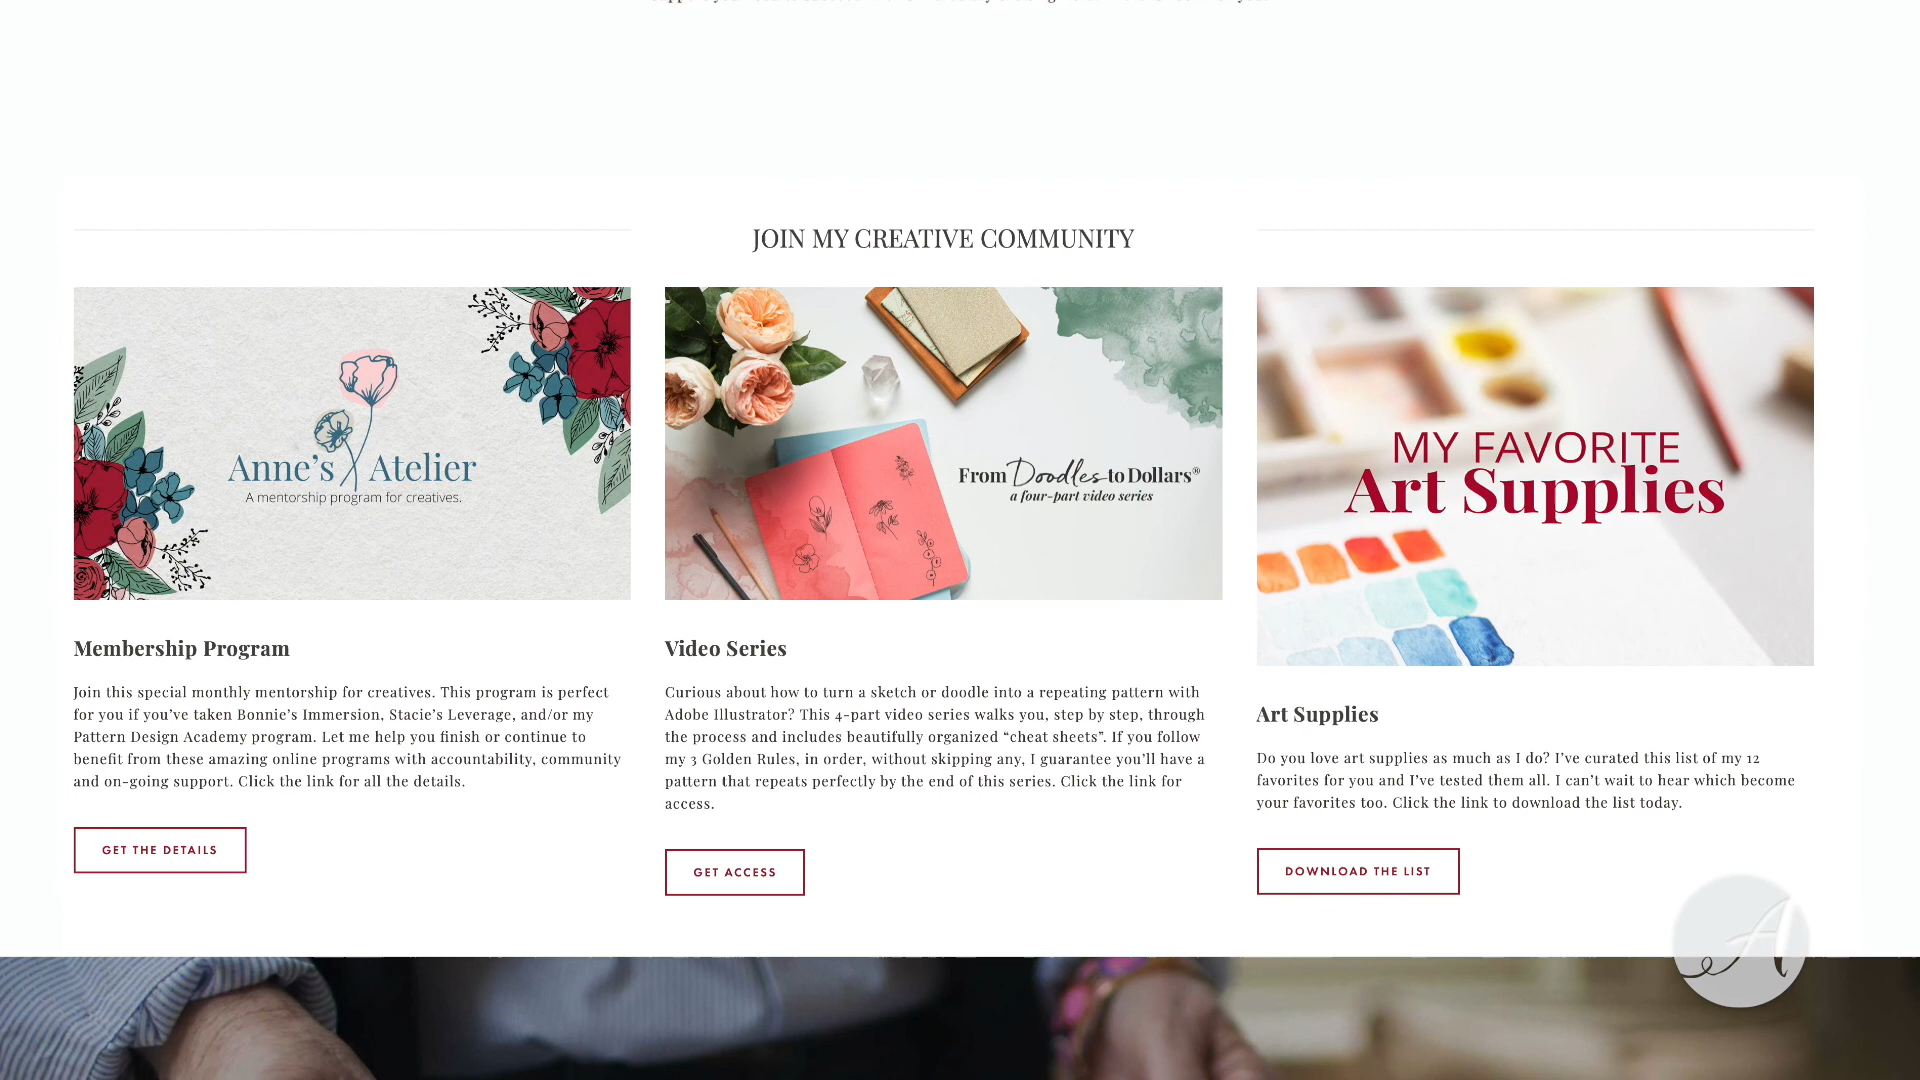 JOIN MY CREATIVE COMMUNITY
Anne's Atelier
A mentorship program for creatives.
Membership Program
Join this special monthly mentorship for creatives. This program is perfect
for you if you've taken Bonnie's Immersion, Stacie's Leverage, and/or my
Pattern Design Academy program. Let me help you finish or continue to
benefit from these amazing online programs with accountability, community
and on-going support. Click the link for all the details.
GET THE DETAILS
From Doodles to Dollars®
a four-part video series
Video Series
Curious about how to turn a sketch or doodle into a repeating pattern with
Adobe Illustrator? This 4-part video series walks you, step by step, through
the process and includes beautifully organized “cheat sheets”. If you follow
my 3 Golden Rules, in order, without skipping any, I guarantee you'll have a
pattern that repeats perfectly by the end of this series. Click the link for
access.
GET ACCESS
MY FAVORITE
Art Supplies
Art Supplies
Do you love art supplies as much as I do? I've curated this list of my 12
favorites for you and I've tested them all. I can't wait to hear which become
your favorites too. Click the link to download the list today.
DOWNLOAD THE LIST
A